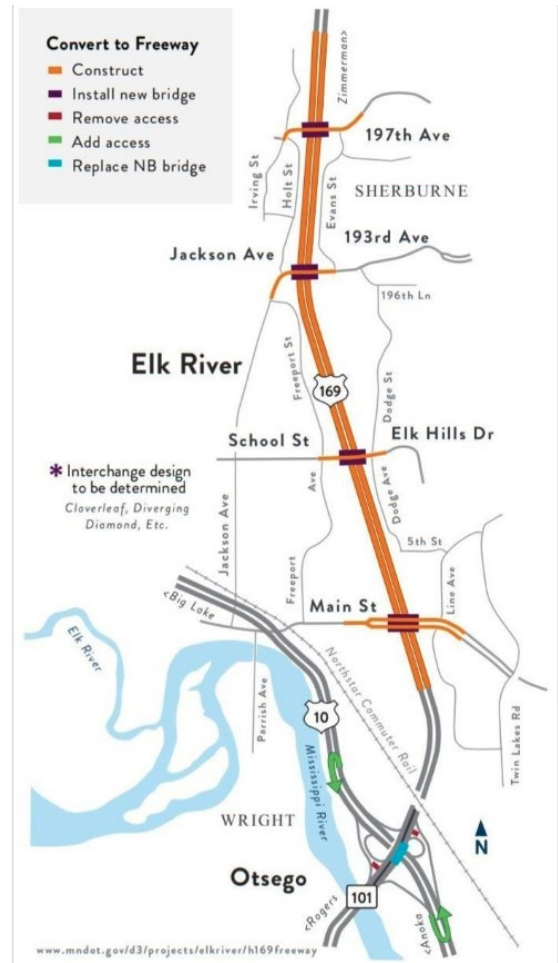 Convert to Freeway
Construct
Install new bridge
Remove access
Add access
Replace NB bridge
Zimmerman>
197th Ave
Irving St
Holt St
Evans St
SHERBURNE
193rd Ave
Jackson Ave
196th Ln
Elk River
Freeport St
169
Dodge St
School St
Elk Hills Dr
* Interchange design
to be determined
Cloverleaf, Diverging
Diamond, Etc.
Ave
Dodge Ave
Jackson Ave
5th St
Freeport
Line Ave
<Big Lake
Main St
Elk River
Northstar Commuter Rail
Parrish Ave
10
Twin Lakes Rd
Mississippi River
WRIGHT
N
Otsego
101
<Rogers
<Anoka
www.mndot.gov/d3/projects/elkriver/h169freeway